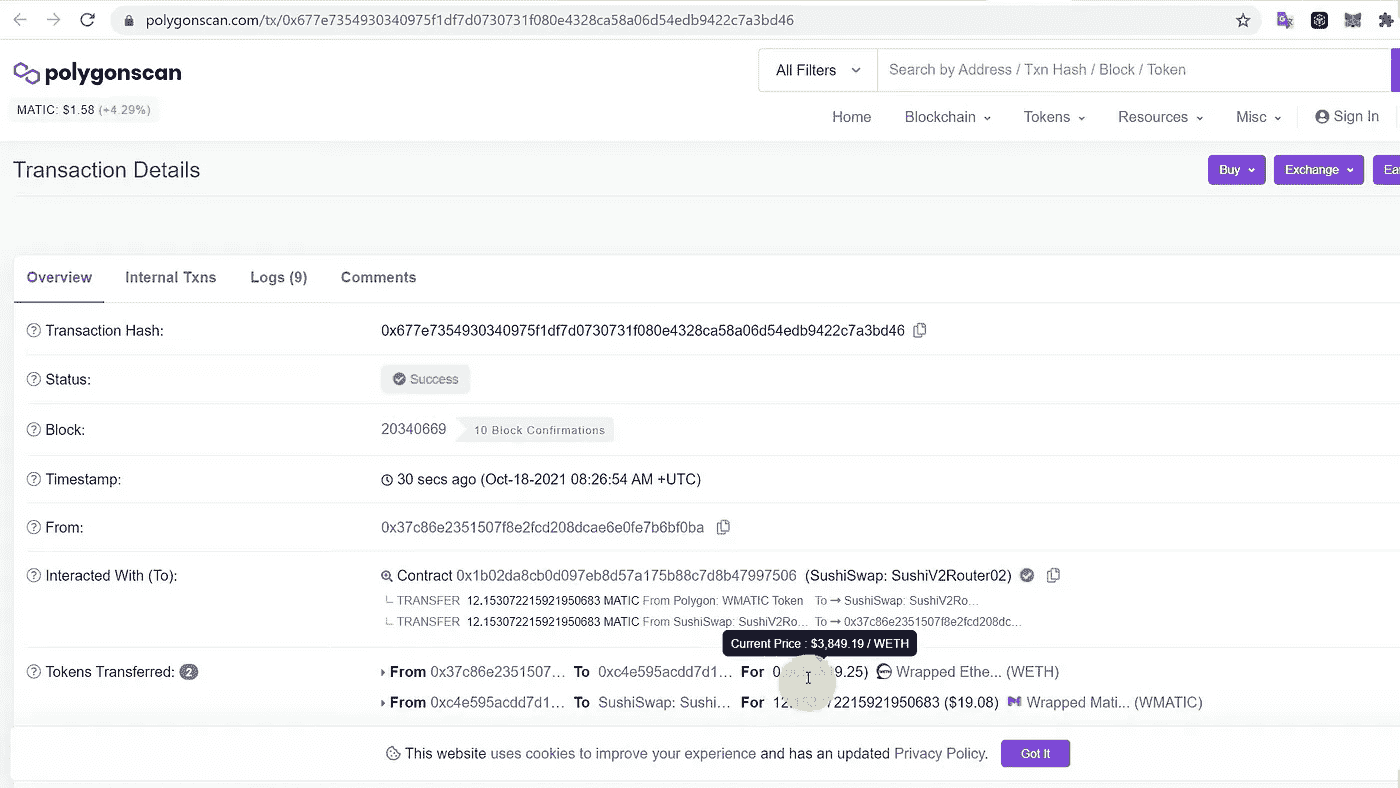 polygonscan.com/tx/0x677e7354930340975f1df7d0730731f080e4328ca58a06d54edb9422c7a3bd46
polygonscan
All Filters
Search by Address / Txn Hash / Block / Token
MATIC: $1.58 (+4.29%)
Home Blockchain Tokens Resources Misc Sign In
Transaction Details
Buy Exchange Ea
Overview Internal Txns Logs (9) Comments
Transaction Hash: 0x677e7354930340975f1df7d0730731f080e4328ca58a06d54edb9422c7a3bd46
Status: Success
Block: 20340669 10 Block Confirmations
Timestamp: 30 secs ago (Oct-18-2021 08:26:54 AM +UTC)
From: 0x37c86e2351507f8e2fcd208dcae6e0fe7b6bf0ba
Interacted With (To): Contract 0x1b02da8cb0d097eb8d57a175b88c7d8b47997506 (SushiSwap: SushiV2Router02)
TRANSFER 12.153072215921950683 MATIC From Polygon: WMATIC Token To → SushiSwap: SushiV2Ro...
TRANSFER 12.153072215921950683 MATIC From SushiSwap: SushiV2Ro... To → 0x37c86e2351507f8e2fcd208dc...
Current Price : $3,849.19 / WETH
Tokens Transferred: 2 From 0x37c86e2351507... To 0xc4e595acdd7d1... For 9.25) Wrapped Ethe... (WETH)
From 0xc4e595acdd7d1... To SushiSwap: Sushi... For 12.153072215921950683 ($19.08) Wrapped Mati... (WMATIC)
This website uses cookies to improve your experience and has an updated Privacy Policy. Got It